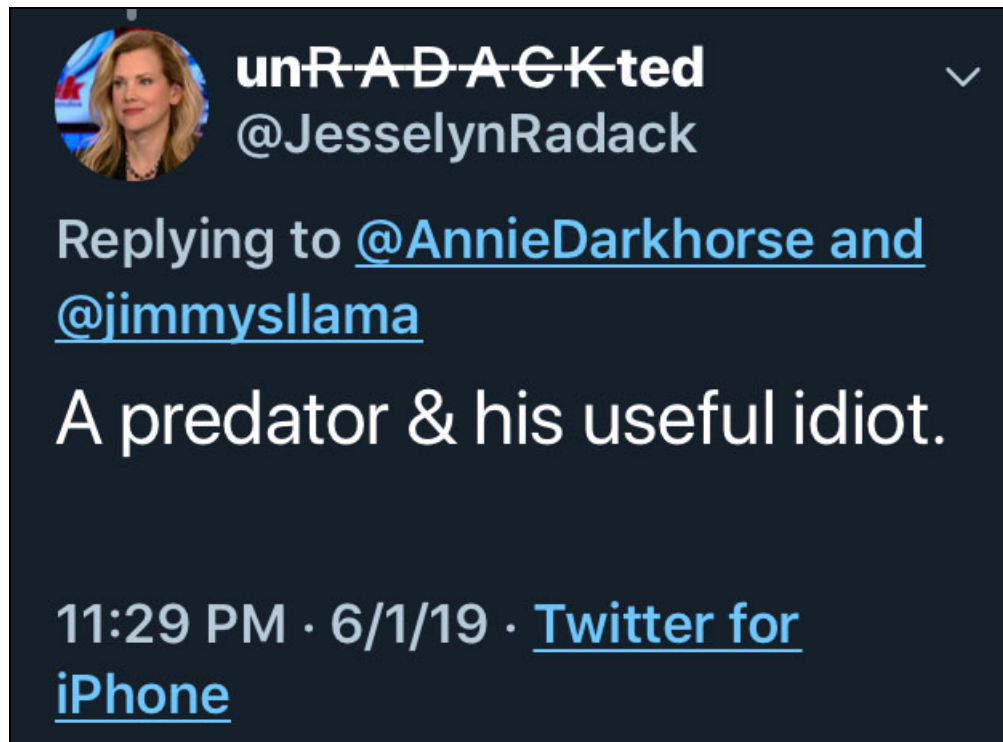 unRADACKted
@JesselynRadack
Replying to @AnnieDarkhorse and
@jimmysllama
A predator & his useful idiot.
11:29 PM · 6/1/19 · Twitter for
iPhone